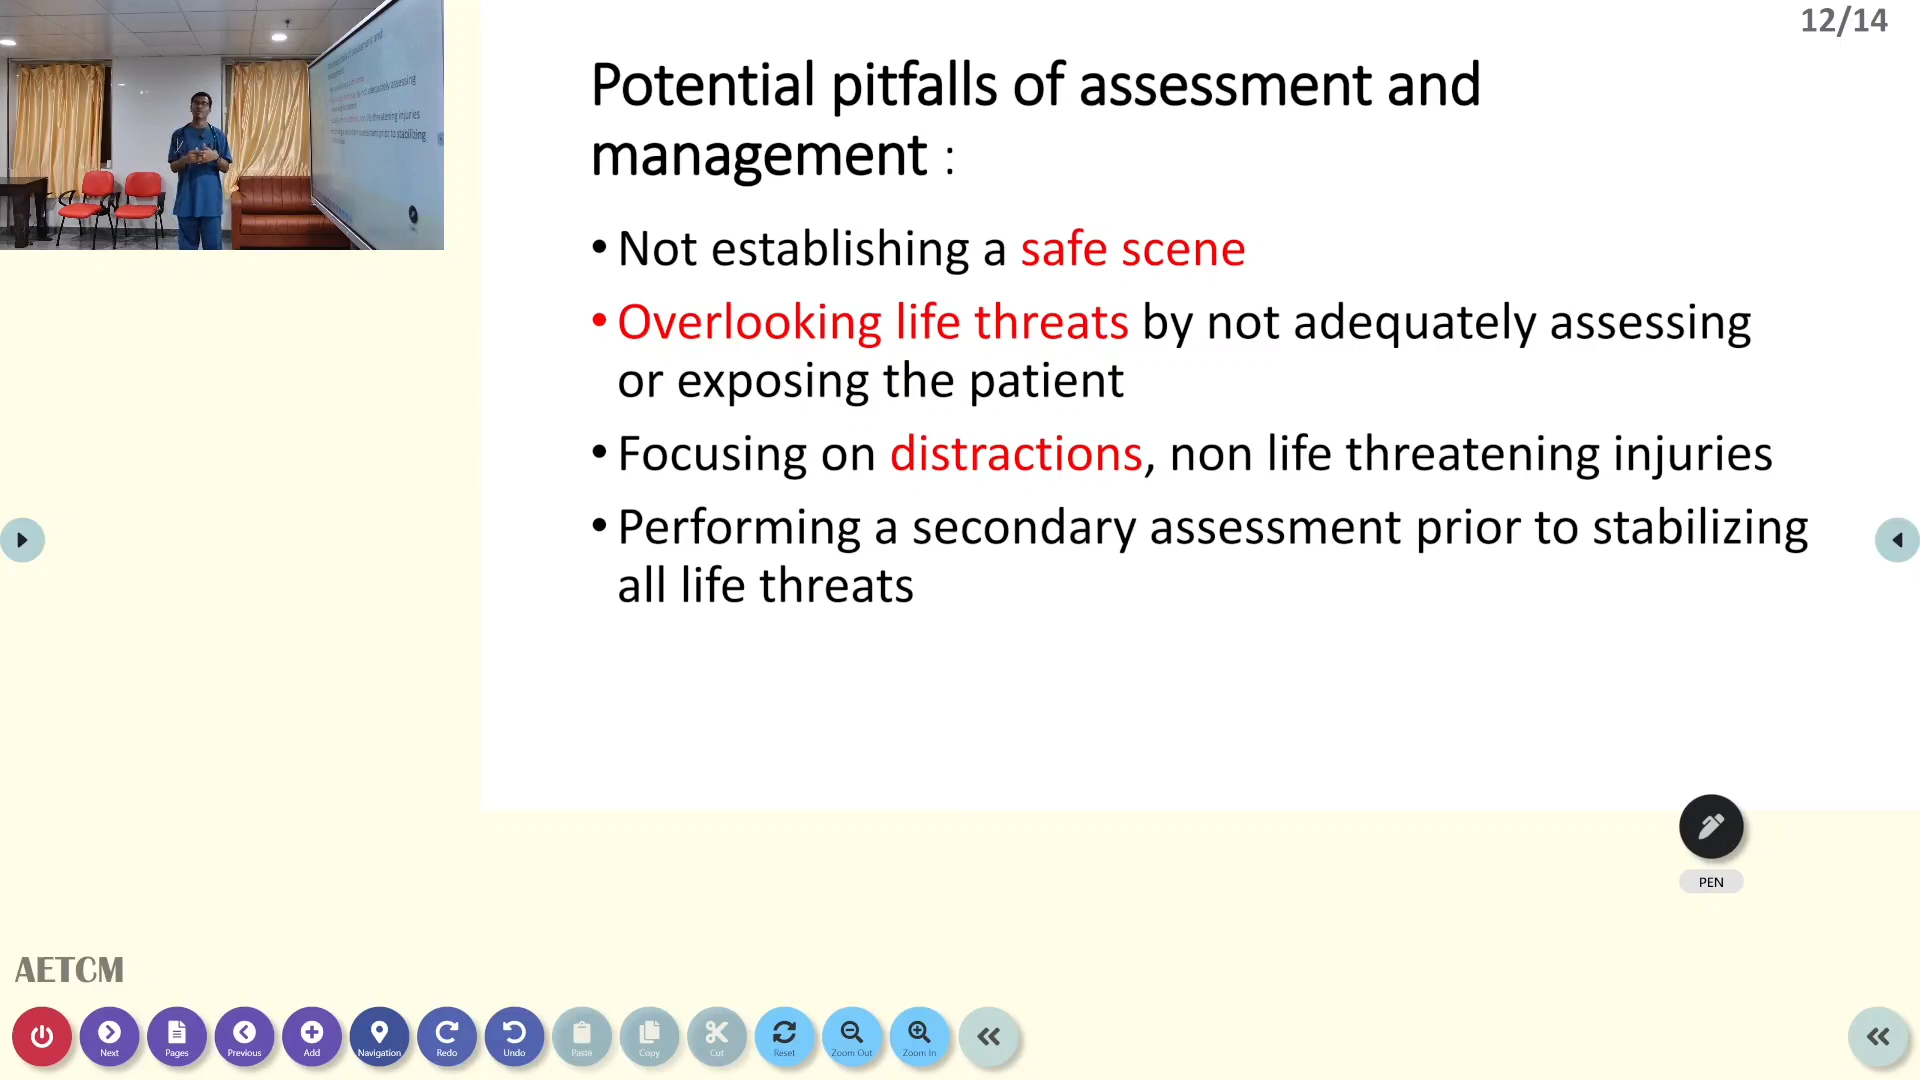 12/14
Potential pitfalls of assessment and
management :
• Not establishing a safe scene
• Overlooking life threats by not adequately assessing
or exposing the patient
• Focusing on distractions, non life threatening injuries
• Performing a secondary assessment prior to stabilizing
all life threats
PEN
AETCM
Next
Pages
Previous
Add
Navigation
Redo
Undo
Paste
Copy
Cut
Reset
Zoom Out
Zoom In